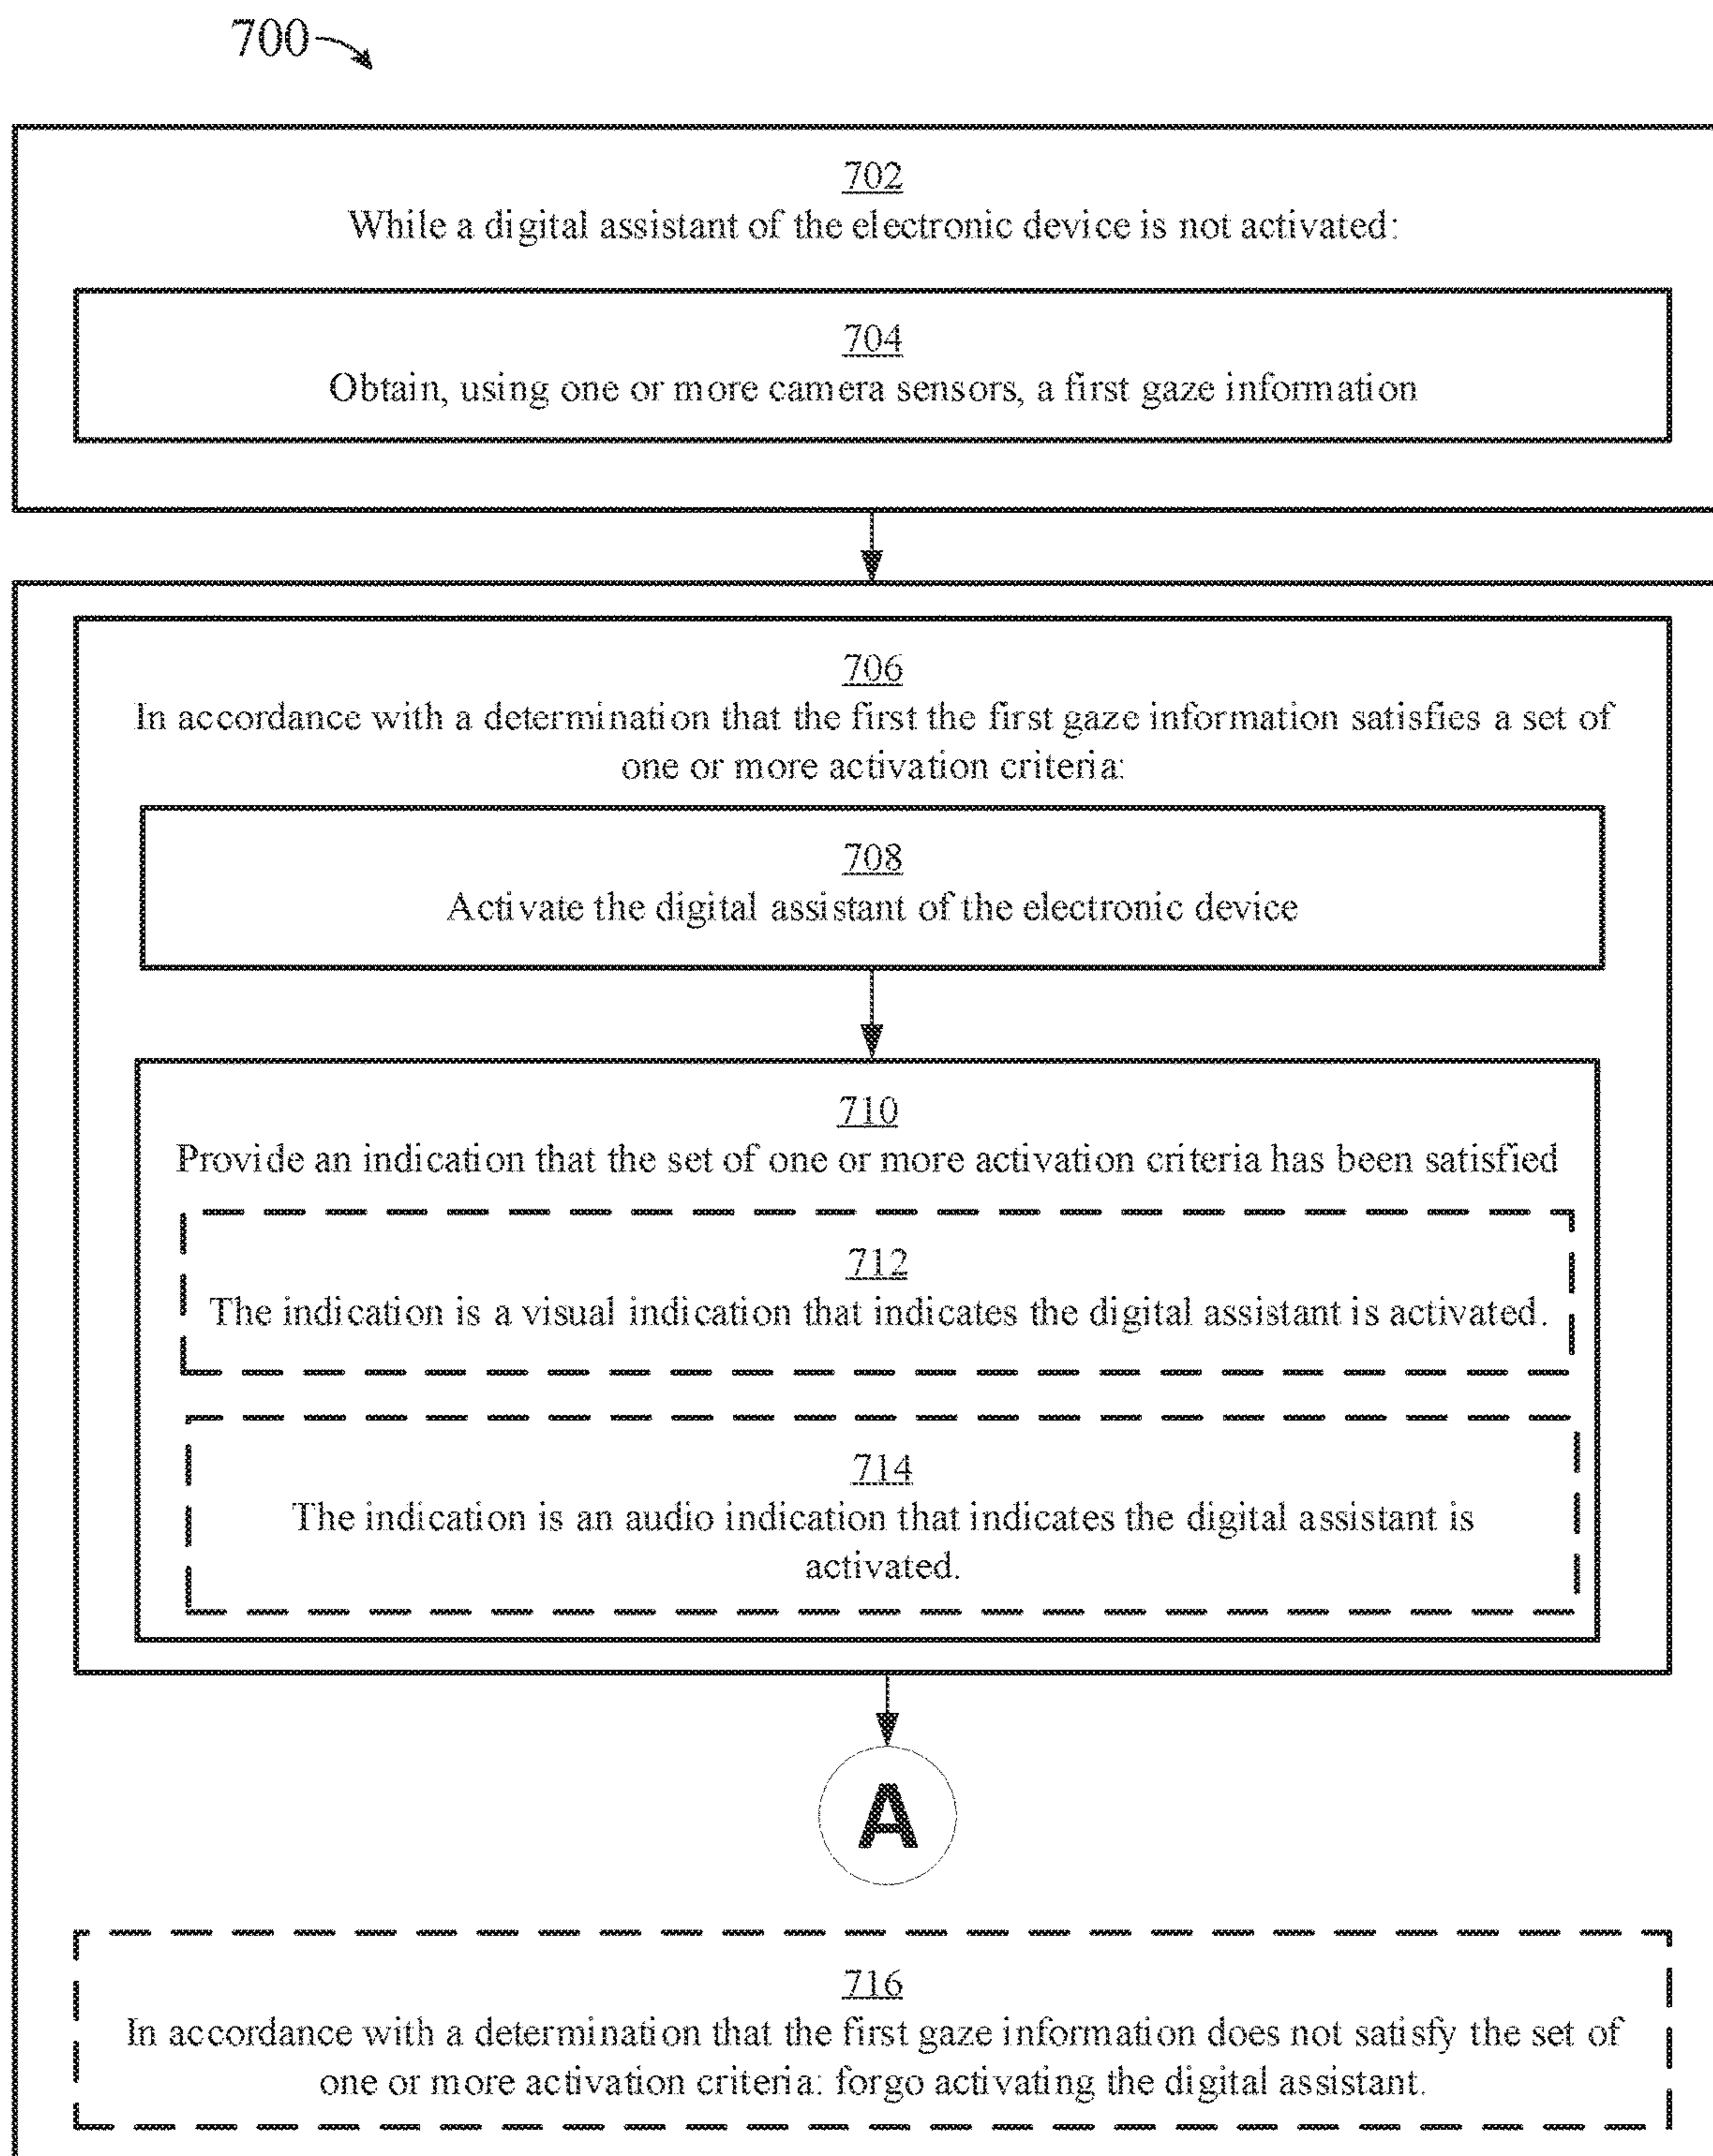 700
702
While a digital assistant of the electronic device is not activated:
704
Obtain, using one or more camera sensors, a first gaze information
706
In accordance with a determination that the first the first gaze information satisfies a set of
one or more activation criteria:
708
Activate the digital assistant of the electronic device
710
Provide an indication that the set of one or more activation criteria has been satisfied
712
The indication is a visual indication that indicates the digital assistant is activated.
714
The indication is an audio indication that indicates the digital assistant is
activated.
A
716
In accordance with a determination that the first gaze information does not satisfy the set of
one or more activation criteria: forgo activating the digital assistant.